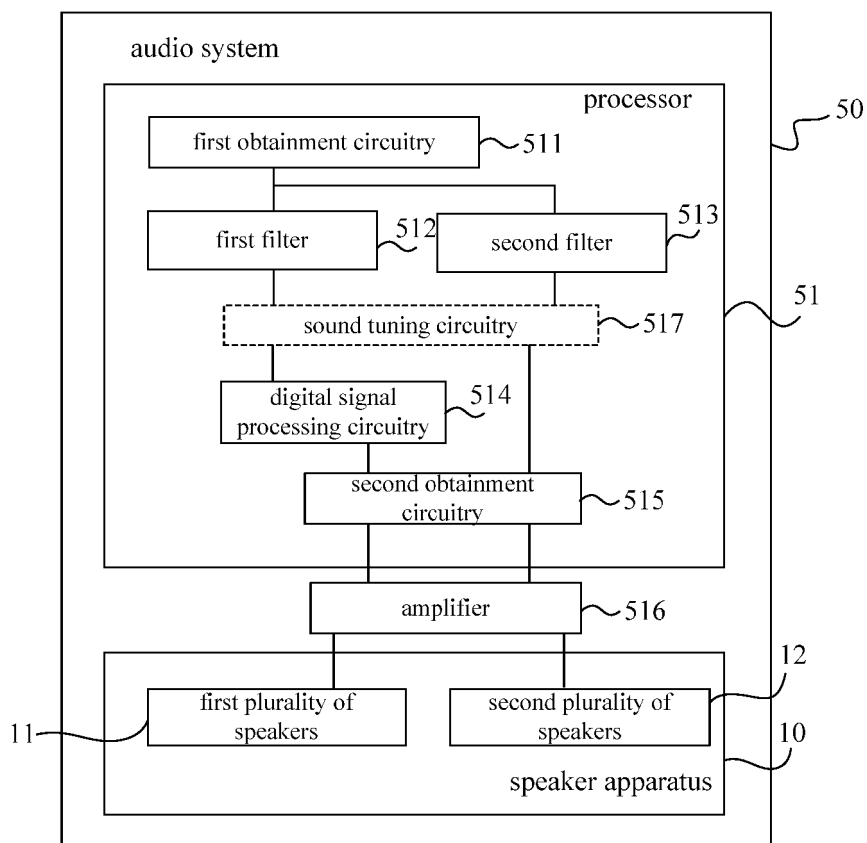 audio system
processor
50
first obtainment circuitry
511
first filter
512
second filter
513
51
sound tuning circuitry
517
digital signal
processing circuitry
514
second obtainment
circuitry
515
amplifier
516
12
first plurality of
speakers
second plurality of
speakers
11
10
speaker apparatus